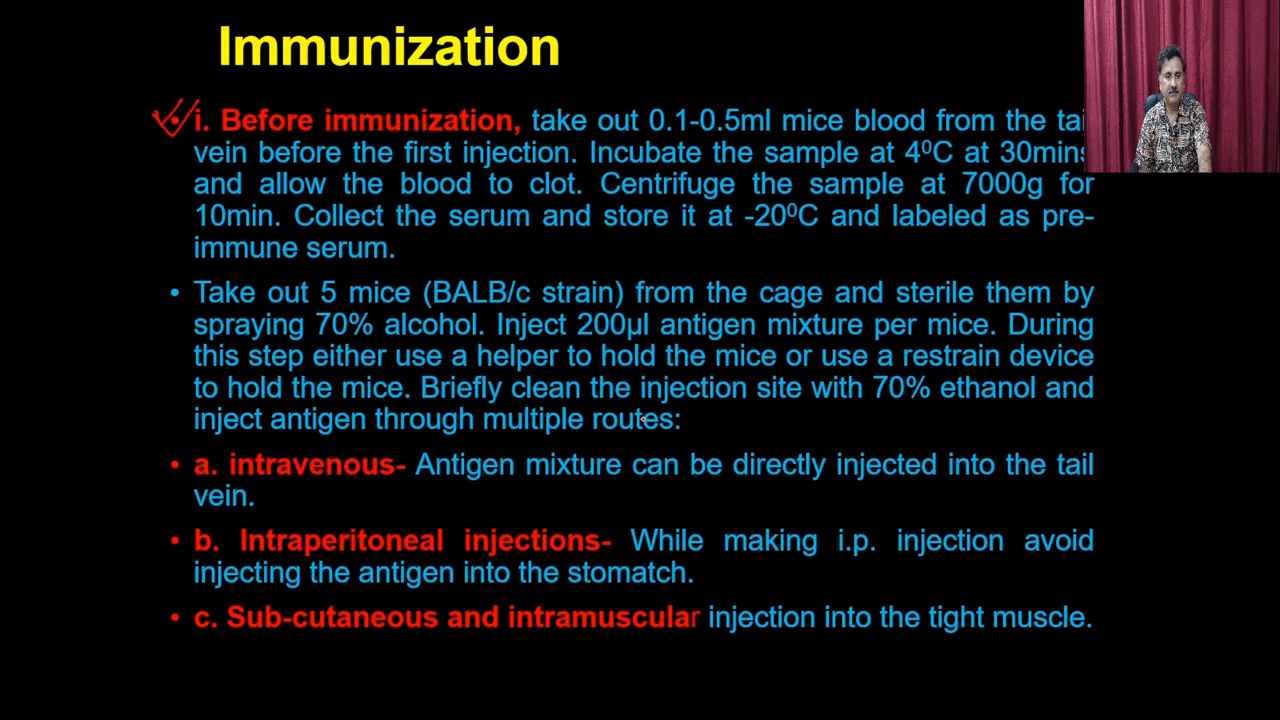 Immunization
i. Before immunization, take out 0.1-0.5ml mice blood from the tai
vein before the first injection. Incubate the sample at 4⁰C at 30mins
and allow the blood to clot. Centrifuge the sample at 7000g for
10min. Collect the serum and store it at -20⁰C and labeled as pre-
immune serum.
• Take out 5 mice (BALB/c strain) from the cage and sterile them by
spraying 70% alcohol. Inject 200µl antigen mixture per mice. During
this step either use a helper to hold the mice or use a restrain device
to hold the mice. Briefly clean the injection site with 70% ethanol and
inject antigen through multiple routes:
• a. intravenous- Antigen mixture can be directly injected into the tail
vein.
• b. Intraperitoneal injections- While making i.p. injection avoid
injecting the antigen into the stomatch.
• c. Sub-cutaneous and intramuscular injection into the tight muscle.